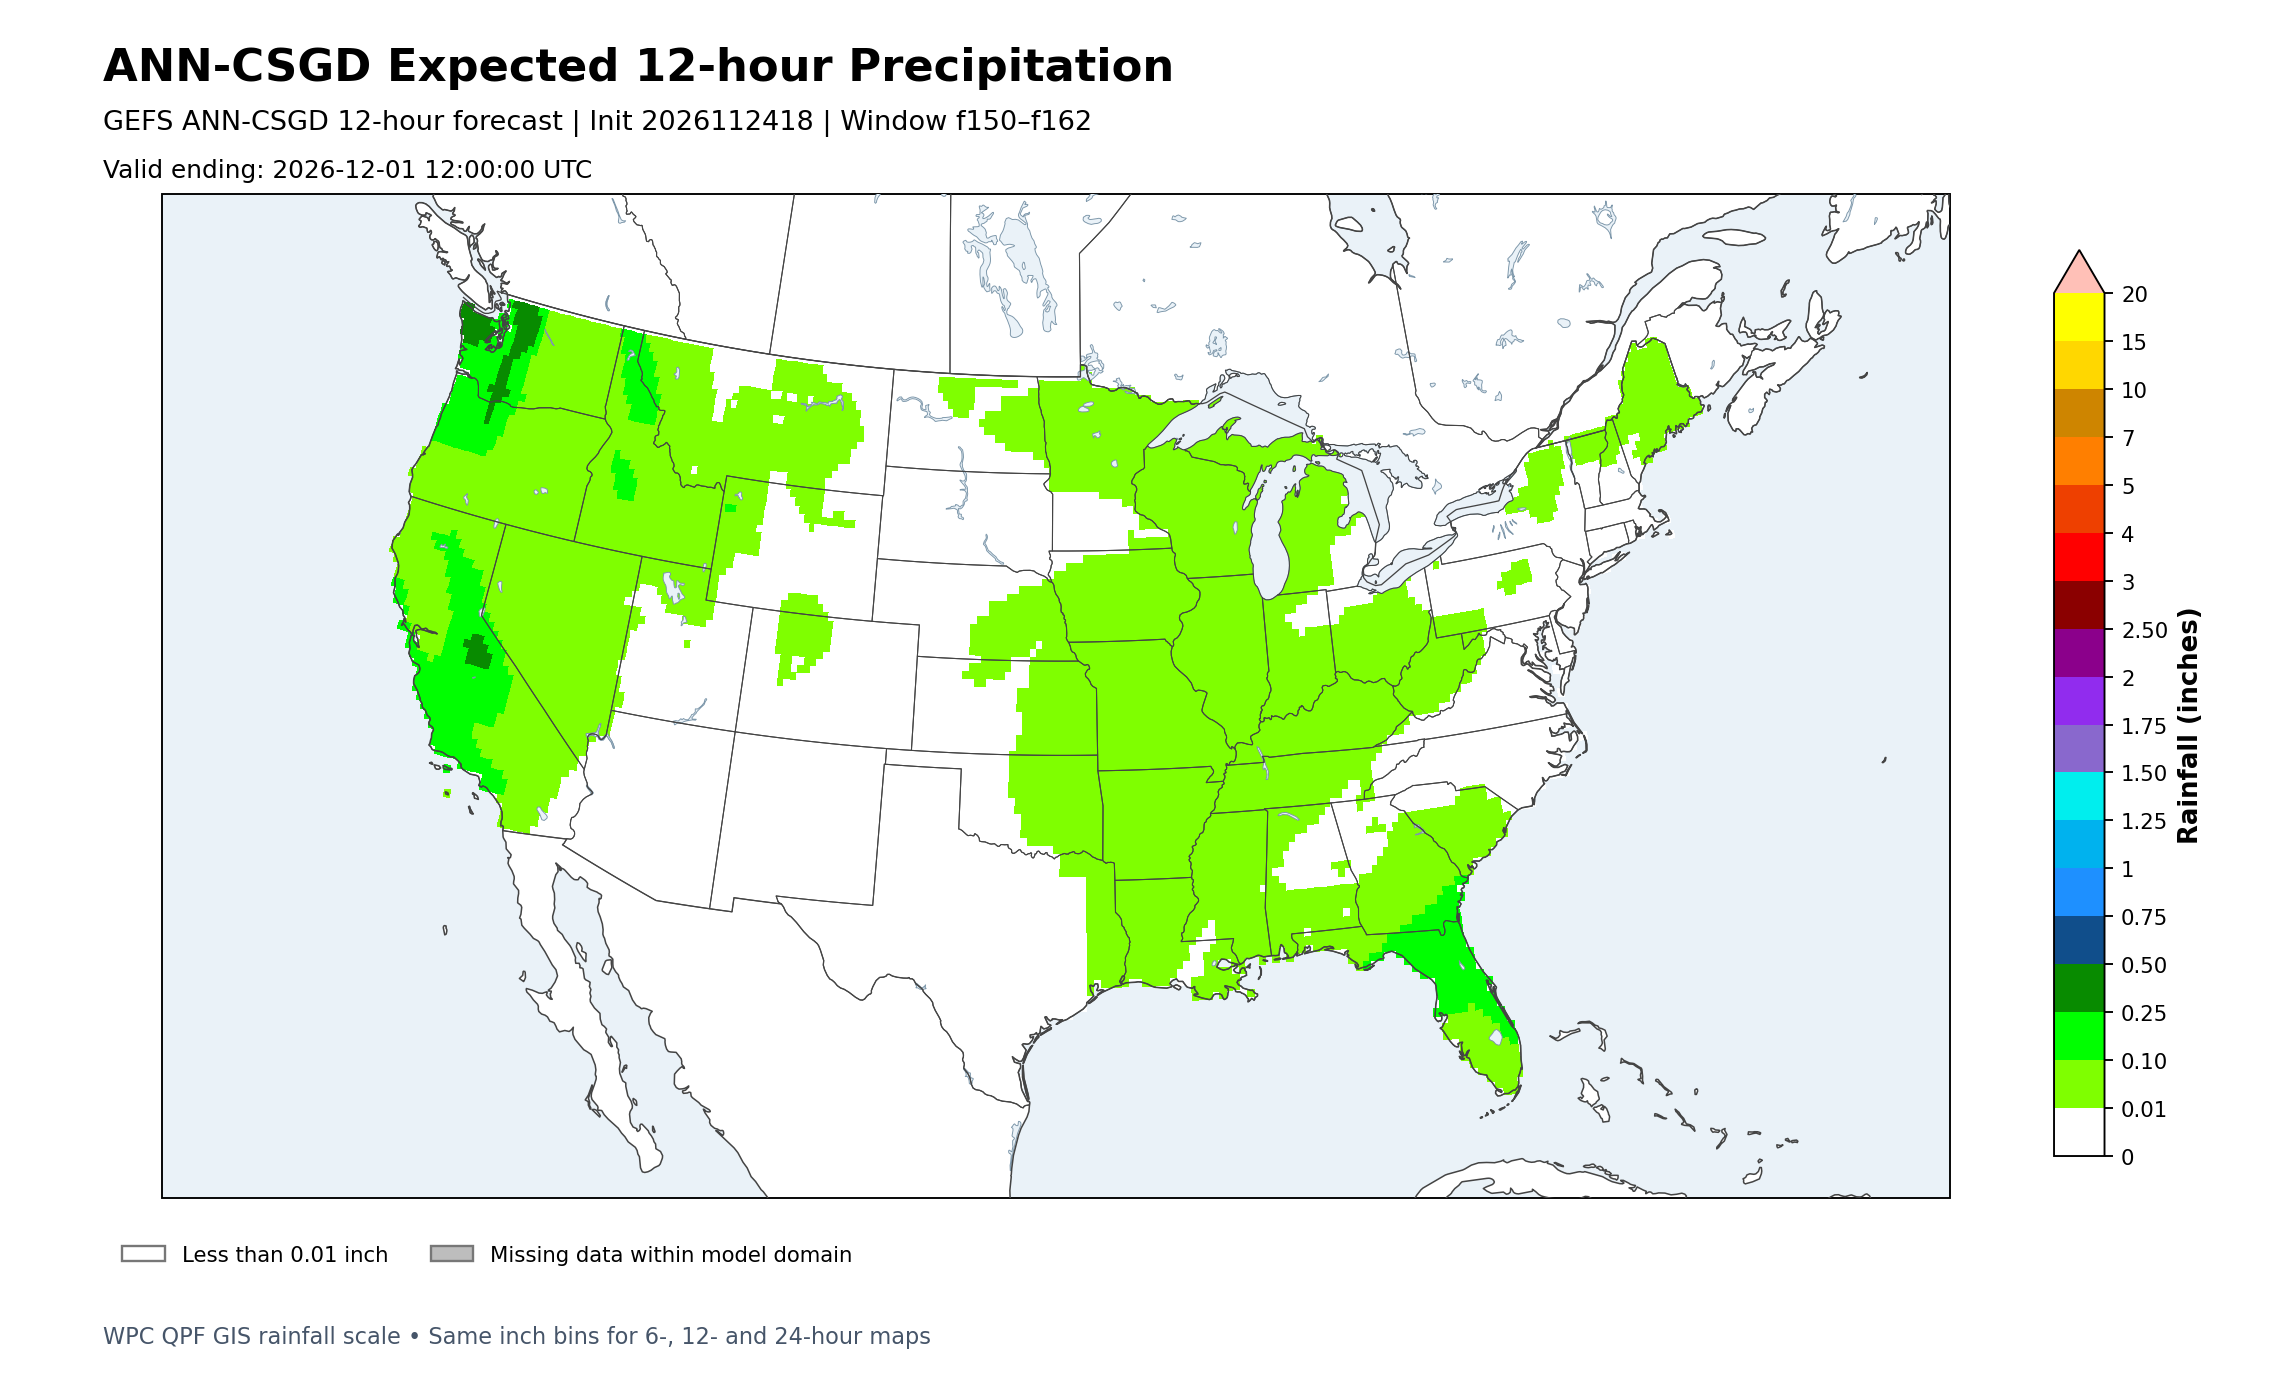 ANN-CSGD Expected 12-hour Precipitation
GEFS ANN-CSGD 12-hour forecast | Init 2026112418 | Window f150–f162
Valid ending: 2026-12-01 12:00:00 UTC
20
15
10
7
5
4
3
2.50
2
1.75
1.50
1.25
1
0.75
0.50
0.25
0.10
0.01
0
Rainfall (inches)
Less than 0.01 inch
Missing data within model domain
WPC QPF GIS rainfall scale • Same inch bins for 6-, 12- and 24-hour maps